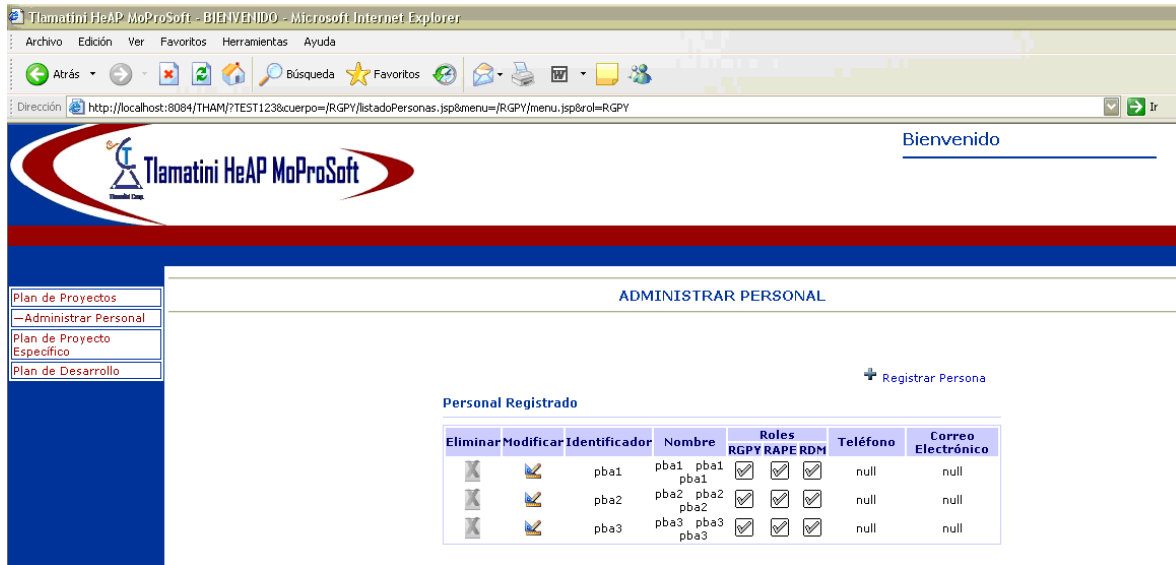 Tlamatini HeAP MoProSoft - BIENVENIDO - Microsoft Internet Explorer
Archivo Edición Ver Favoritos Herramientas Ayuda
Atrás Búsqueda Favoritos
Dirección http://localhost:8084/THAM/?TEST123&cuerpo=/RGPY/listadoPersonas.jsp&menu=/RGPY/menu.jsp&rol=RGPY Ir
Bienvenido
Tlamatini HeAP MoProSoft
Tlamatini Corp.
Plan de Proyectos
—Administrar Personal
Plan de Proyecto
Específico
Plan de Desarrollo
ADMINISTRAR PERSONAL
Registrar Persona
Personal Registrado
Eliminar Modificar Identificador Nombre Roles Teléfono Correo
Electrónico
RGPY RAPE RDM
pba1 pba1 pba1 null null
pba1
pba2 pba2 pba2 null null
pba2
pba3 pba3 pba3 null null
pba3